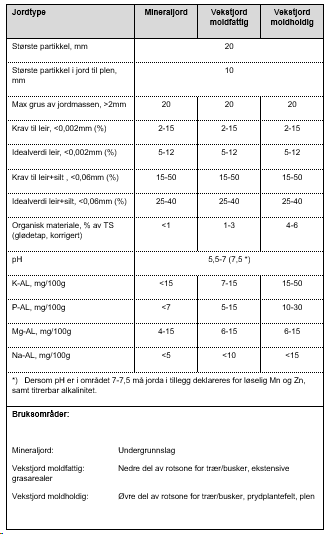 Jordtype Mineraljord Vekstjord Vekstjord
moldfattig moldholdig
Største partikkel, mm 20
Største partikkel i jord til plen, 10
mm
Max grus av jordmassen, >2mm 20 20 20
Krav til leir, <0,002mm (%) 2-15 2-15 2-15
Idealverdi leir, <0,002mm (%) 5-12 5-12 5-12
Krav til leir+silt , <0,06mm (%) 15-50 15-50 15-50
Idealverdi leir+silt, <0,06mm (%) 25-40 25-40 25-40
Organisk materiale, % av TS <1 1-3 4-6
(glødetap, korrigert)
pH 5,5-7 (7,5 *)
K-AL, mg/100g <15 7-15 15-50
P-AL, mg/100g <7 5-15 10-30
Mg-AL, mg/100g 4-15 6-15 6-15
Na-AL, mg/100g <5 <10 <15
*) Dersom pH er i området 7-7,5 må jorda i tillegg deklareres for løselig Mn og Zn,
samt titrerbar alkalinitet.
Bruksområder:
Mineraljord: Undergrunnslag
Vekstjord moldfattig: Nedre del av rotsone for trær/busker, ekstensive
grasarealer
Vekstjord moldholdig: Øvre del av rotsone for trær/busker, prydplantefelt, plen